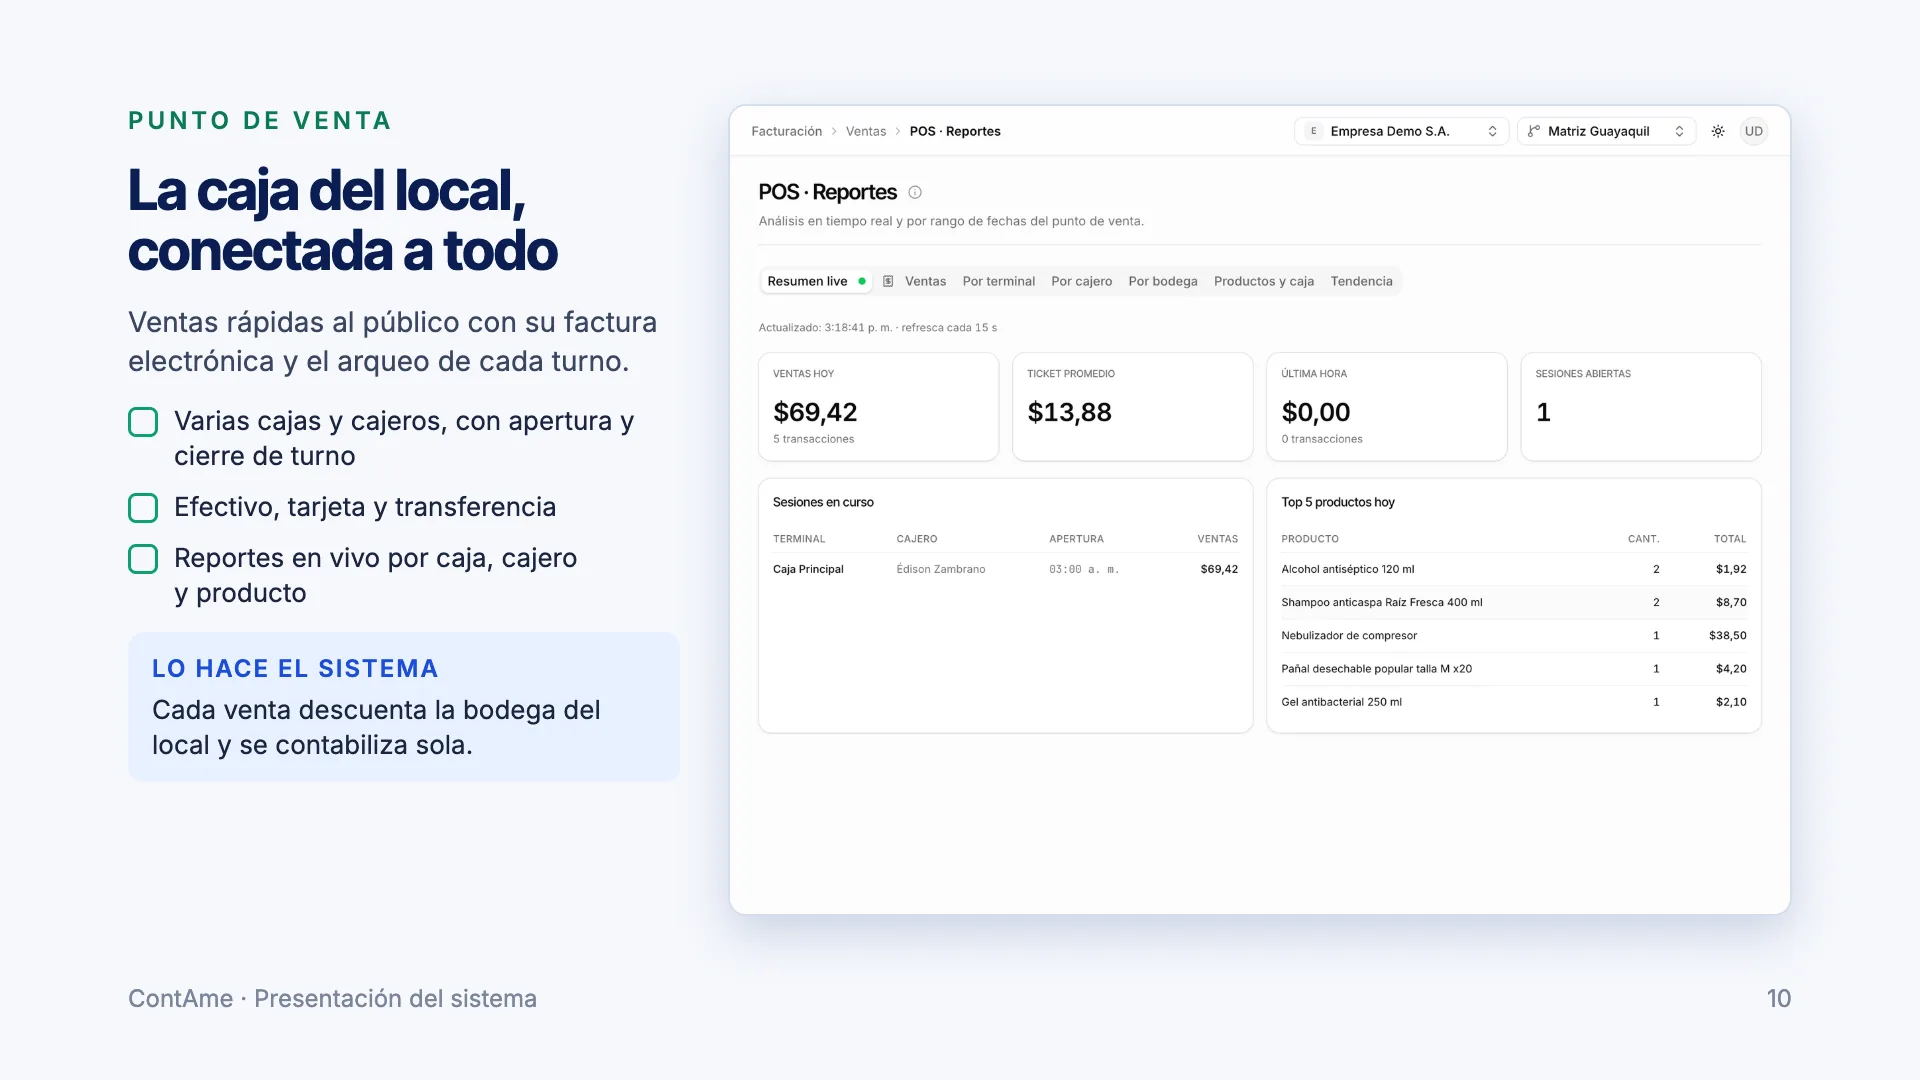 PUNTO DE VENTA
La caja del local,
conectada a todo
Ventas rápidas al público con su factura
electrónica y el arqueo de cada turno.
Varias cajas y cajeros, con apertura y
cierre de turno
Efectivo, tarjeta y transferencia
Reportes en vivo por caja, cajero
y producto
LO HACE EL SISTEMA
Cada venta descuenta la bodega del
local y se contabiliza sola.
Facturación > Ventas > POS · Reportes
E Empresa Demo S.A.
Matriz Guayaquil
UD
POS · Reportes
Análisis en tiempo real y por rango de fechas del punto de venta.
Resumen live Ventas Por terminal Por cajero Por bodega Productos y caja Tendencia
Actualizado: 3:18:41 p. m. · refresca cada 15 s
VENTAS HOY
$69,42
5 transacciones
TICKET PROMEDIO
$13,88
ÚLTIMA HORA
$0,00
0 transacciones
SESIONES ABIERTAS
1
Sesiones en curso
TERMINAL CAJERO APERTURA VENTAS
Caja Principal Édison Zambrano 03:00 a. m. $69,42
Top 5 productos hoy
PRODUCTO CANT. TOTAL
Alcohol antiséptico 120 ml 2 $1,92
Shampoo anticaspa Raíz Fresca 400 ml 2 $8,70
Nebulizador de compresor 1 $38,50
Pañal desechable popular talla M x20 1 $4,20
Gel antibacterial 250 ml 1 $2,10
ContAme · Presentación del sistema
10